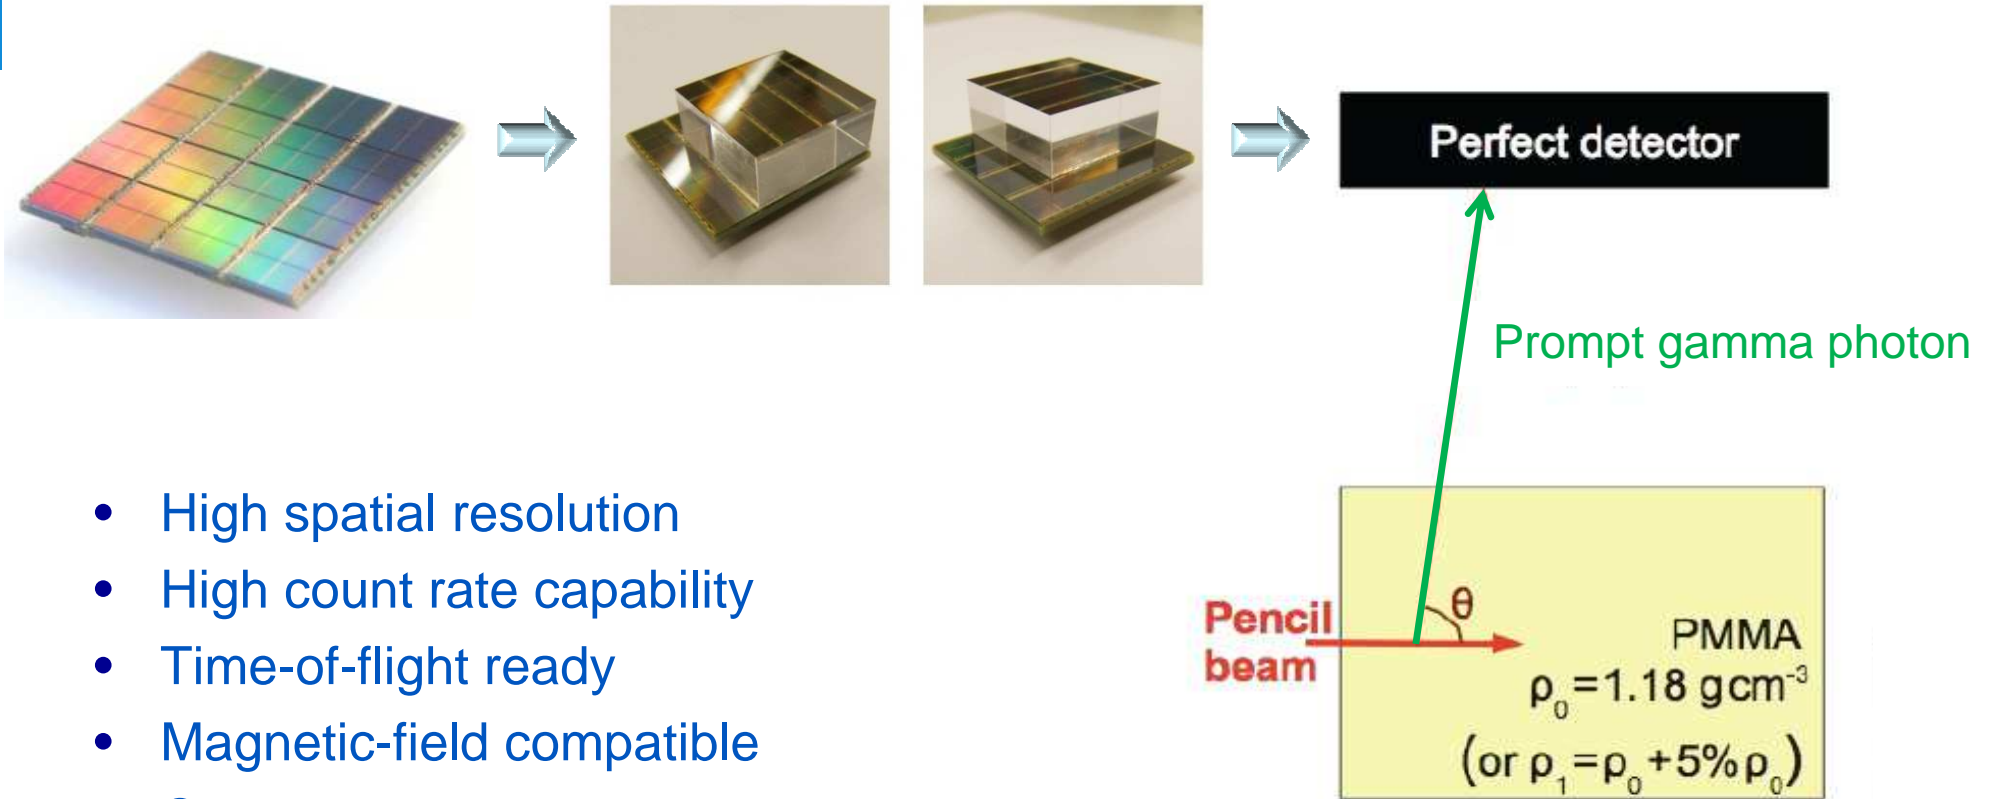 Perfect detector
Prompt gamma photon
• High spatial resolution
• High count rate capability
• Time-of-flight ready
• Magnetic-field compatible
Pencil
beam
θ
PMMA
ρ₀=1.18 gcm⁻³
(or ρ₁=ρ₀+5%ρ₀)